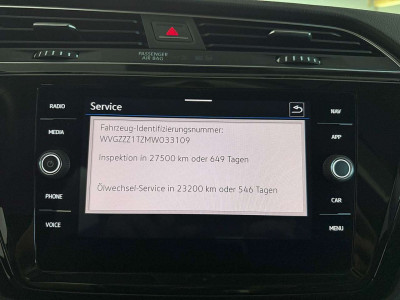 PASSENGER
AIR BAG
RADIO
MEDIA
PHONE
VOICE
Service
Fahrzeug-Identifizierungsnummer:
WVGZZZ1TZMW033109
Inspektion in 27500 km oder 649 Tagen
Ölwechsel-Service in 23200 km oder 546 Tagen
NAV
APP
CAR
MENU